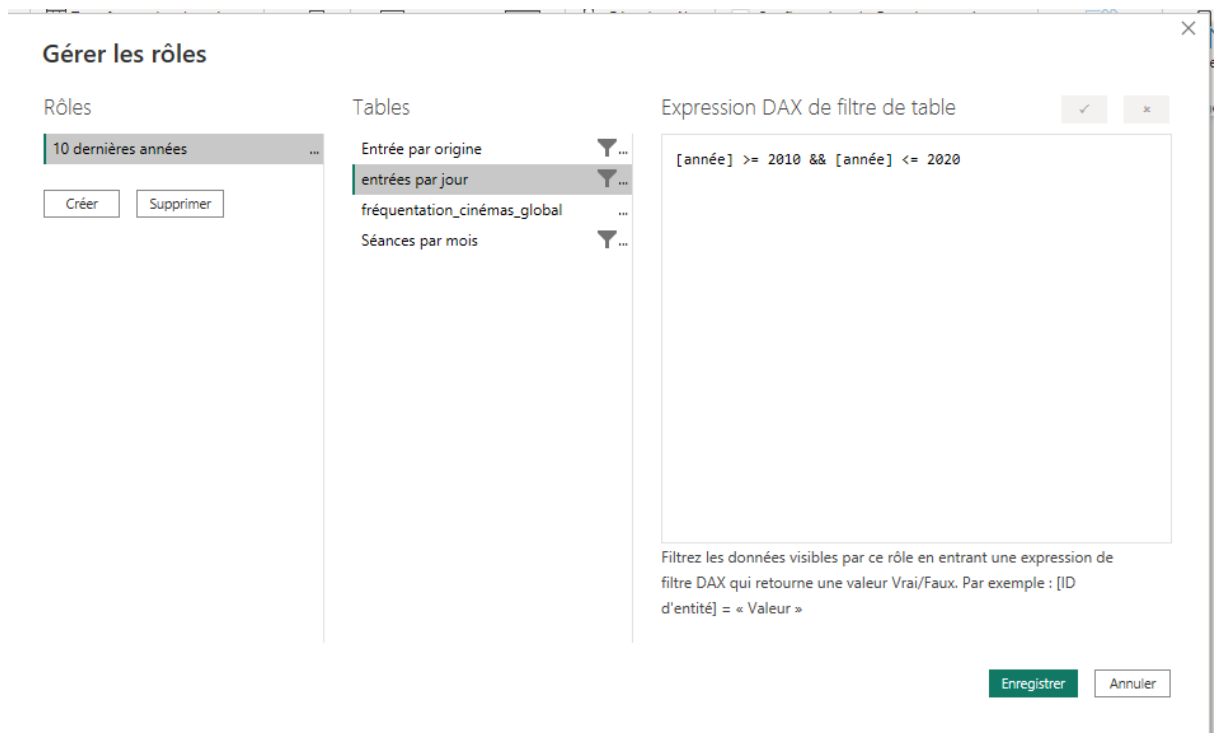 Gérer les rôles
Rôles
10 dernières années ...
Créer
Supprimer
Tables
Entrée par origine ...
entrées par jour ...
fréquentation_cinémas_global ...
Séances par mois ...
Expression DAX de filtre de table
[année] >= 2010 && [année] <= 2020
Filtrez les données visibles par ce rôle en entrant une expression de
filtre DAX qui retourne une valeur Vrai/Faux. Par exemple : [ID
d'entité] = « Valeur »
Enregistrer
Annuler